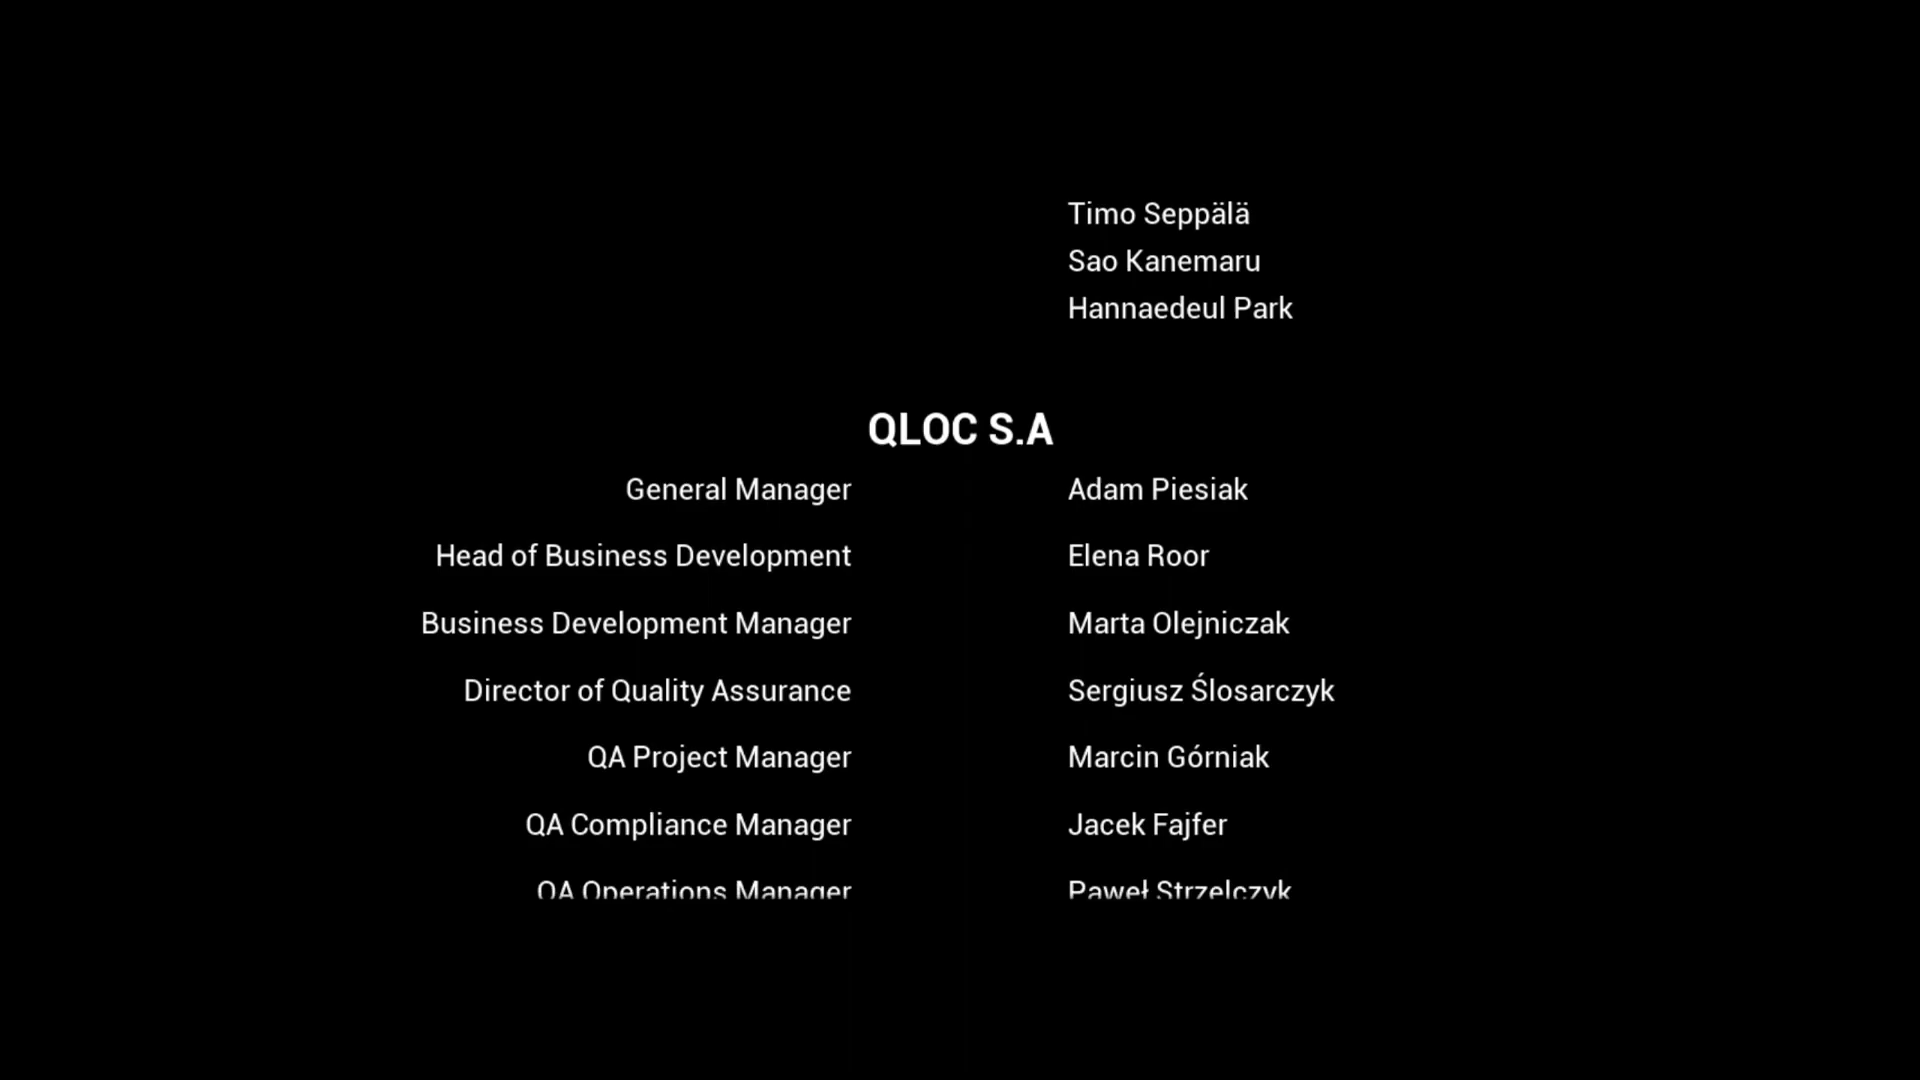 Timo Seppälä
Sao Kanemaru
Hannaedeul Park
QLOC S.A
General Manager Adam Piesiak
Head of Business Development Elena Roor
Business Development Manager Marta Olejniczak
Director of Quality Assurance Sergiusz Ślosarczyk
QA Project Manager Marcin Górniak
QA Compliance Manager Jacek Fajfer
QA Operations Manager Paweł Strzelczyk